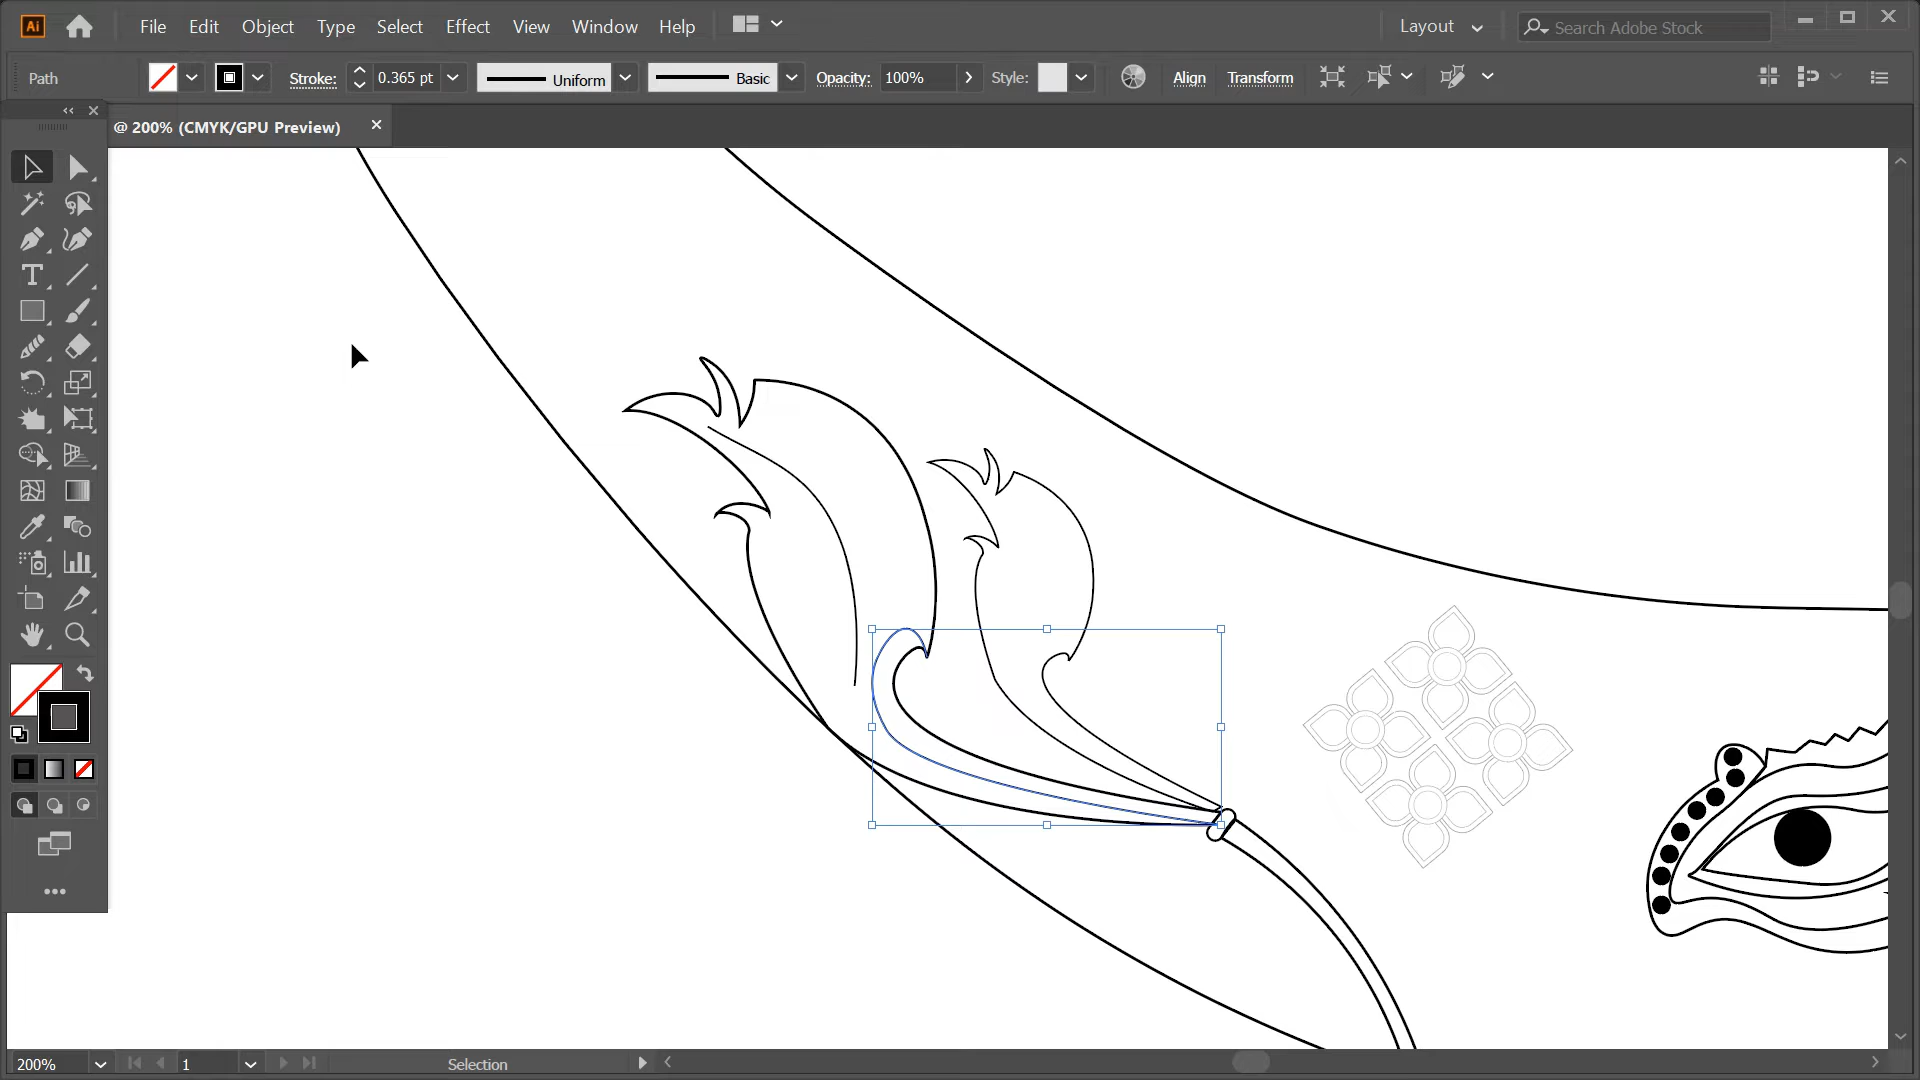 Ai File Edit Object Type Select Effect View Window Help Layout Search Adobe Stock
Path Stroke: 0.365 pt Uniform Basic Opacity: 100% Style: Align Transform
@ 200% (CMYK/GPU Preview)
T
200% 1 Selection